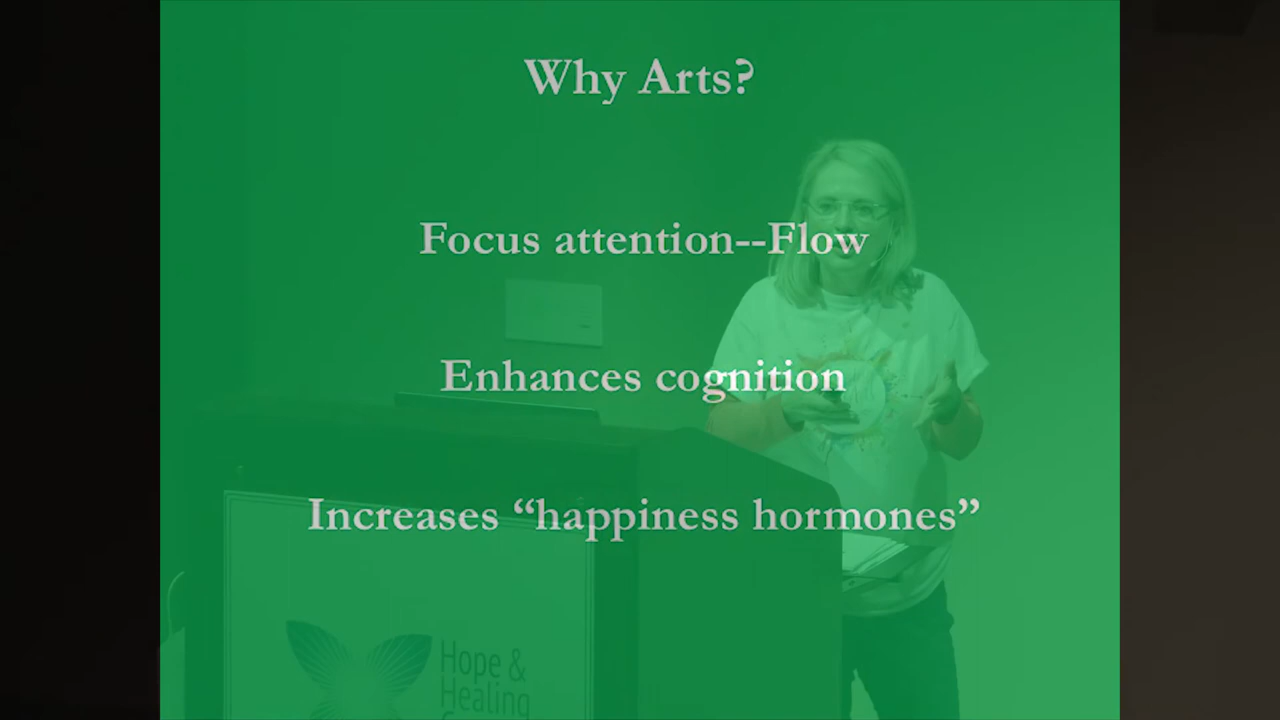 Why Arts?
Focus attention--Flow
Enhances cognition
Increases “happiness hormones”
Hope &
Healing